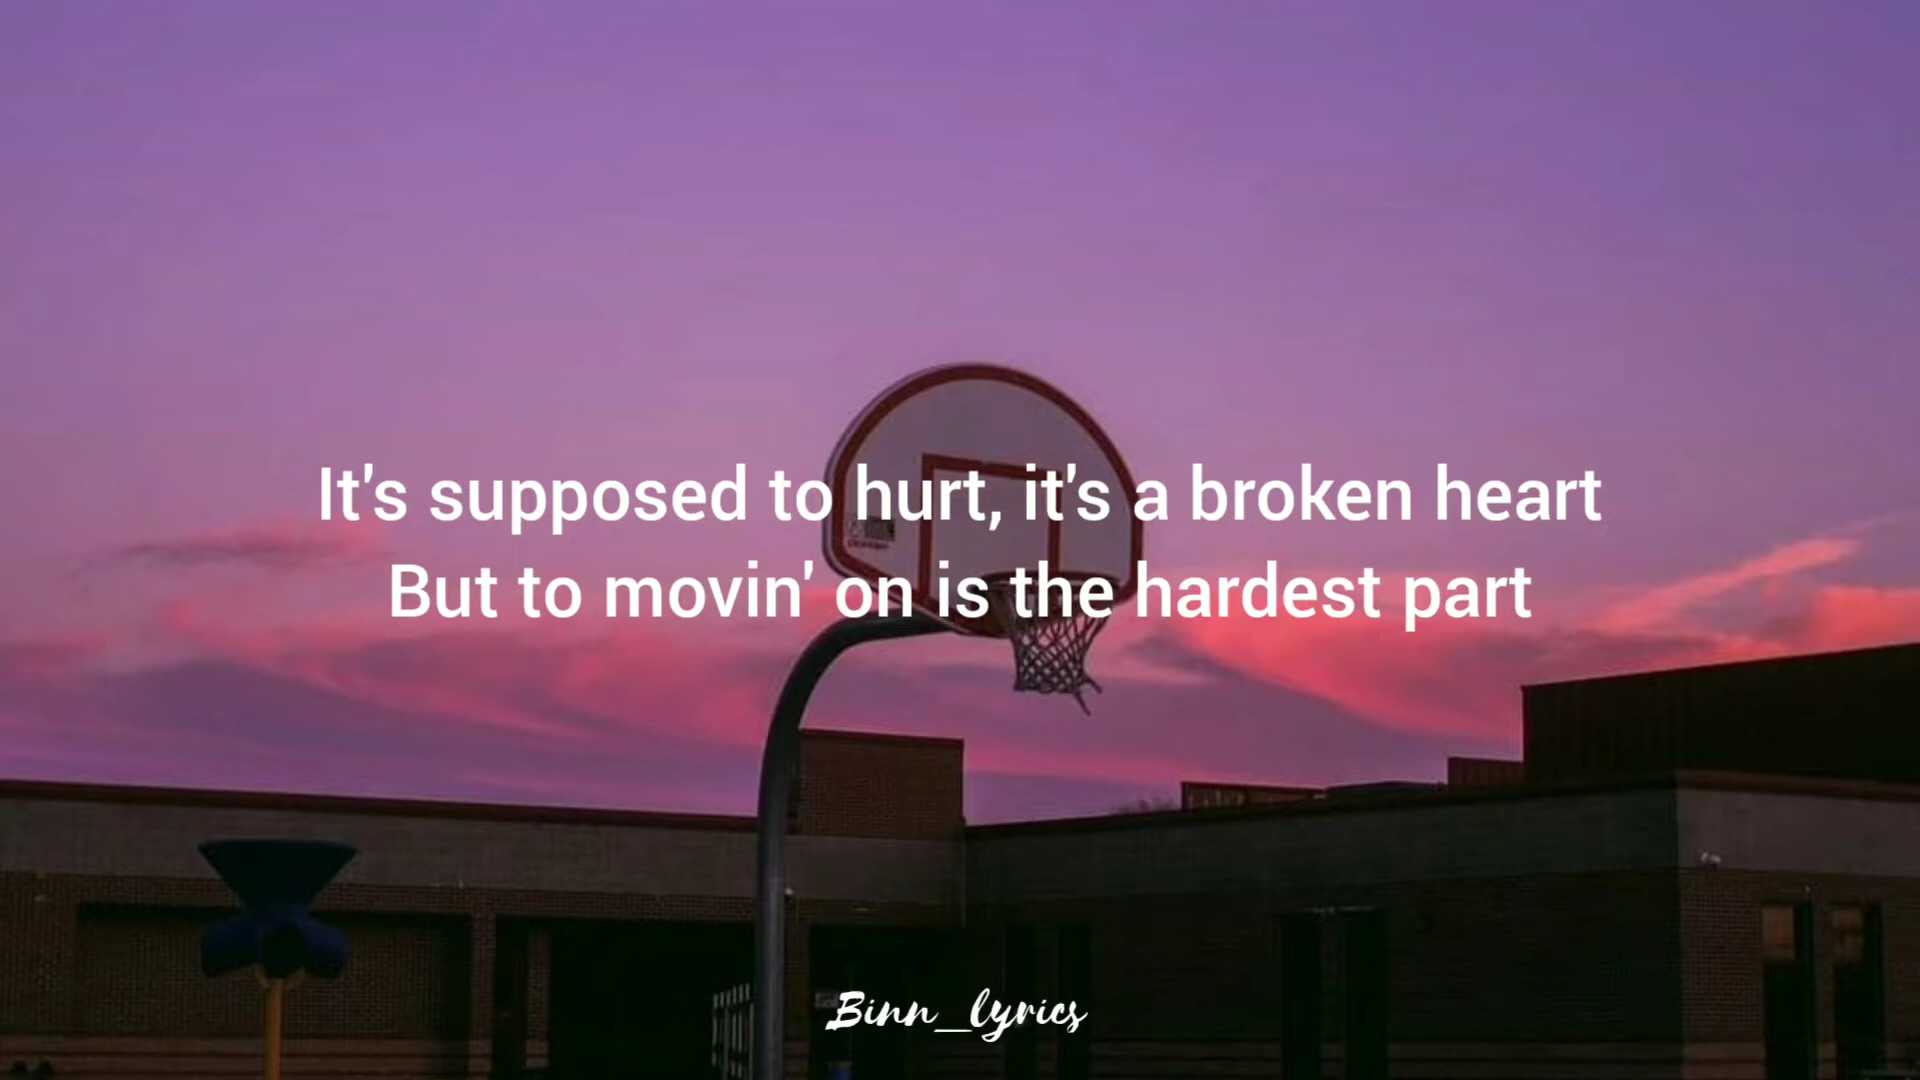 It's supposed to hurt, it's a broken heart
But to movin' on is the hardest part
Binn_lyrics